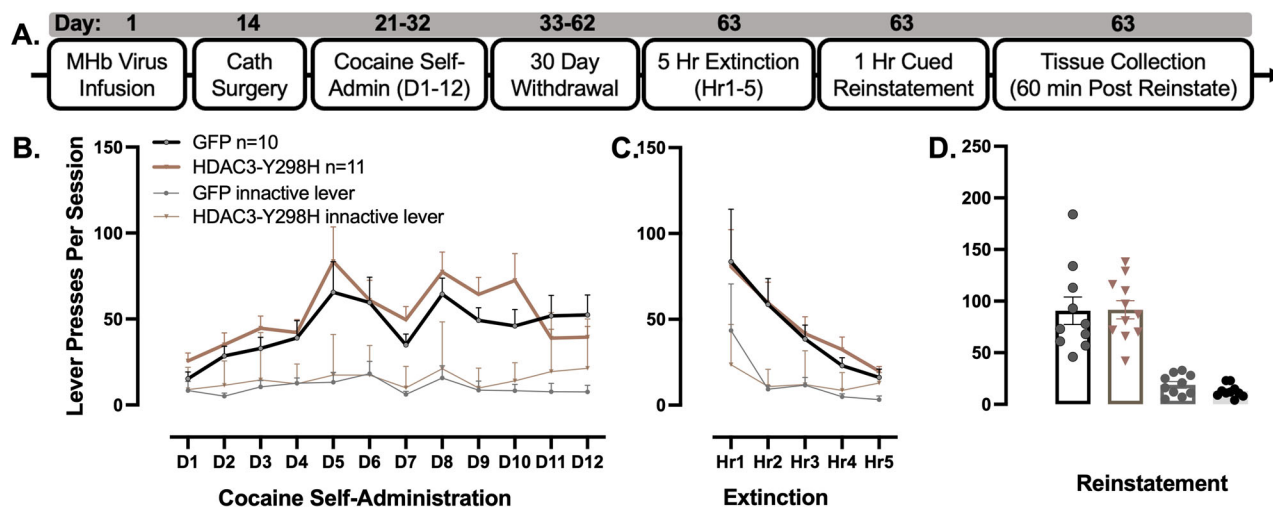 Day: 1 14 21-32 33-62 63 63 63
A.
MHb Virus
Infusion
Cath
Surgery
Cocaine Self-
Admin (D1-12)
30 Day
Withdrawal
5 Hr Extinction
(Hr1-5)
1 Hr Cued
Reinstatement
Tissue Collection
(60 min Post Reinstate)
B.
Lever Presses Per Session
150
100
50
0
GFP n=10
HDAC3-Y298H n=11
GFP innactive lever
HDAC3-Y298H innactive lever
D1 D2 D3 D4 D5 D6 D7 D8 D9 D10 D11 D12
Cocaine Self-Administration
C.
150
100
50
0
Hr1 Hr2 Hr3 Hr4 Hr5
Extinction
D.
250
200
150
100
50
0
Reinstatement